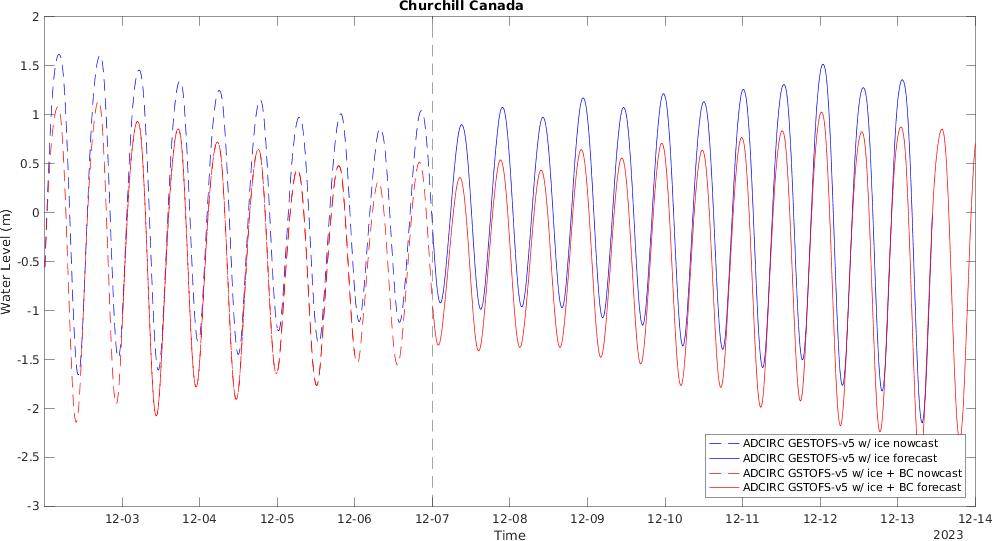 Churchill Canada
2
1.5
1
0.5
0
-0.5
-1
-1.5
-2
-2.5
-3
Water Level (m)
ADCIRC GESTOFS-v5 w/ ice nowcast
ADCIRC GESTOFS-v5 w/ ice forecast
ADCIRC GSTOFS-v5 w/ ice + BC nowcast
ADCIRC GSTOFS-v5 w/ ice + BC forecast
12-03 12-04 12-05 12-06 12-07 12-08 12-09 12-10 12-11 12-12 12-13 12-14
Time
2023